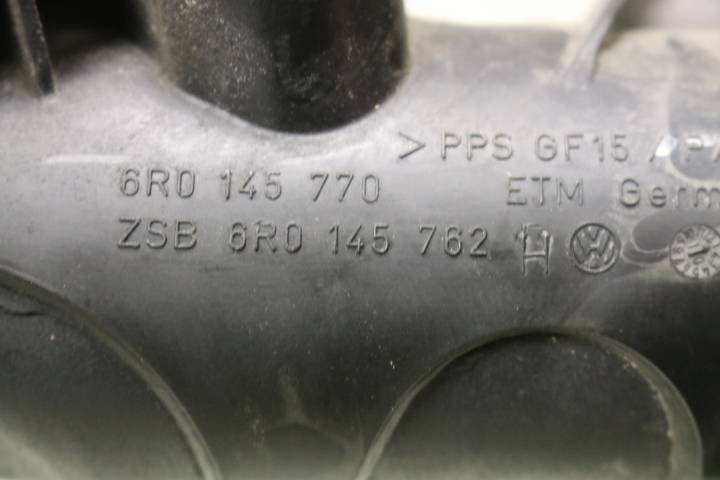 >PPS GF15 /
6R0 145 770 ETM
ZSB 6R0 145 762 H